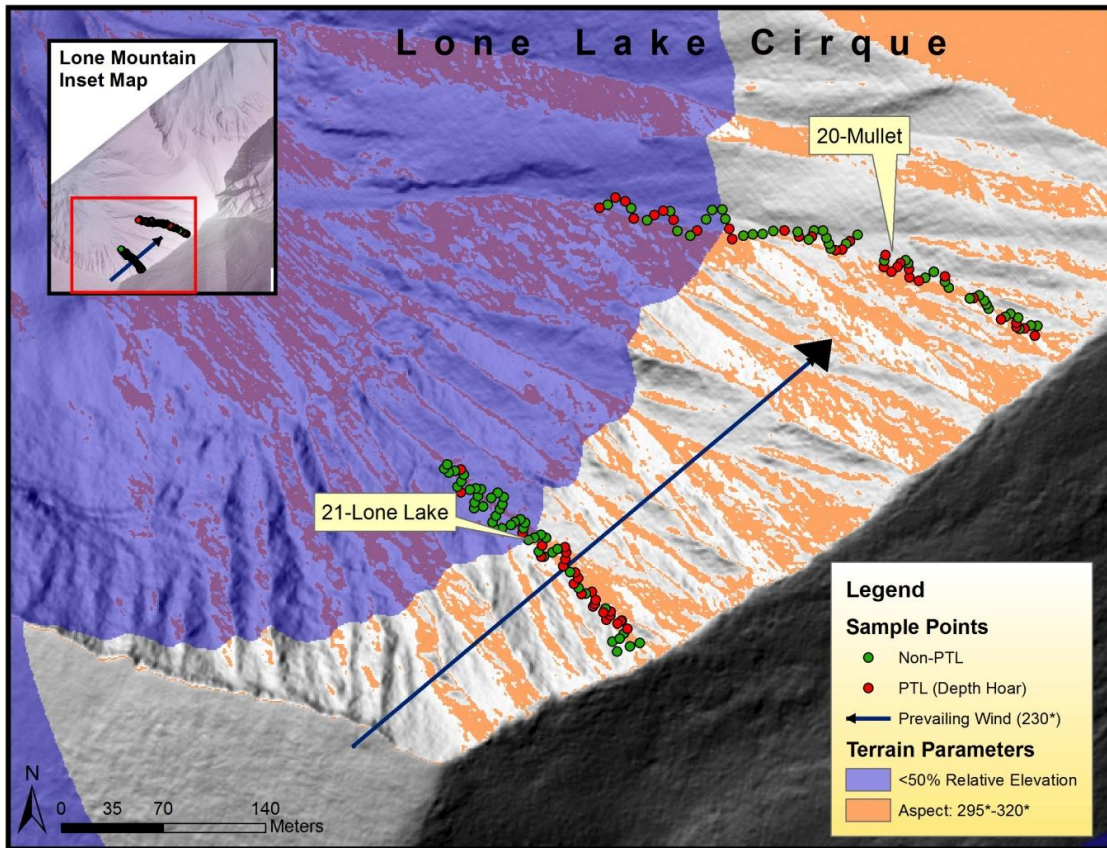 Lone Lake Cirque
Lone Mountain
Inset Map
20-Mullet
21-Lone Lake
Legend
Sample Points
Non-PTL
PTL (Depth Hoar)
Prevailing Wind (230*)
Terrain Parameters
<50% Relative Elevation
Aspect: 295*-320*
N
0 35 70 140
Meters